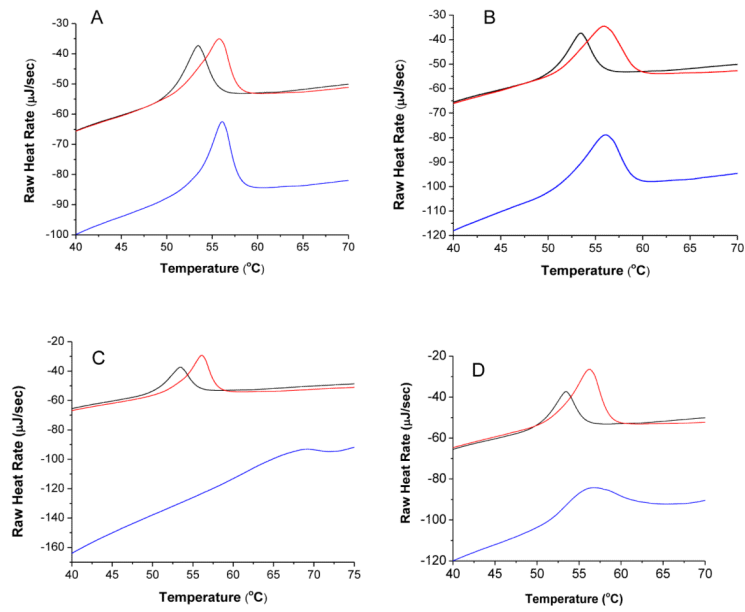 A
Raw Heat Rate (μJ/sec)
-30
-40
-50
-60
-70
-80
-90
-100
40 45 50 55 60 65 70
Temperature (°C)
B
Raw Heat Rate (μJ/sec)
-30
-40
-50
-60
-70
-80
-90
-100
-110
-120
40 45 50 55 60 65 70
Temperature (°C)
C
Raw Heat Rate (μJ/sec)
-20
-40
-60
-80
-100
-120
-140
-160
40 45 50 55 60 65 70 75
Temperature (°C)
D
Raw Heat Rate (μJ/sec)
-20
-40
-60
-80
-100
-120
40 45 50 55 60 65 70
Temperature (°C)